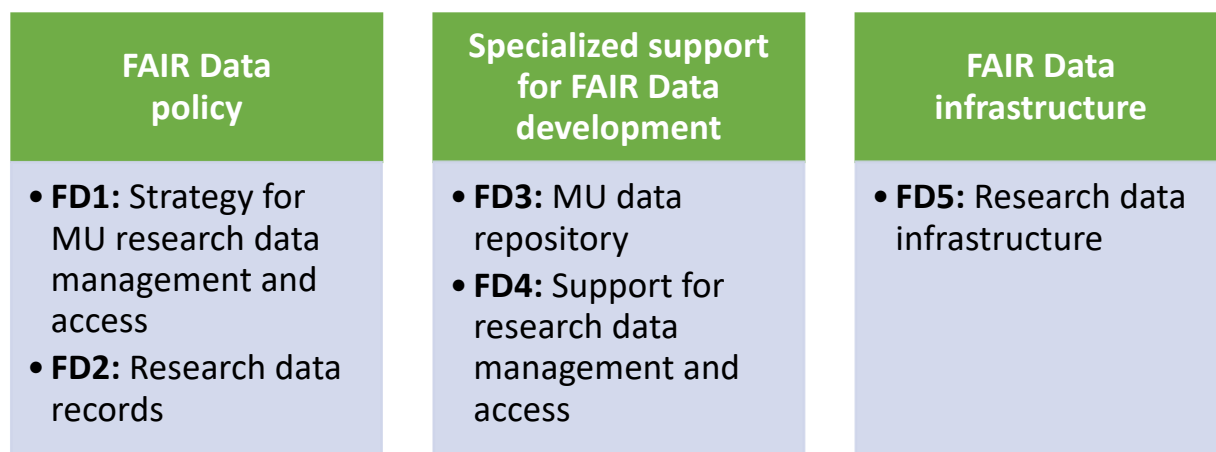 FAIR Data
policy
• FD1: Strategy for
MU research data
management and
access
• FD2: Research data
records
Specialized support
for FAIR Data
development
• FD3: MU data
repository
• FD4: Support for
research data
management and
access
FAIR Data
infrastructure
• FD5: Research data
infrastructure